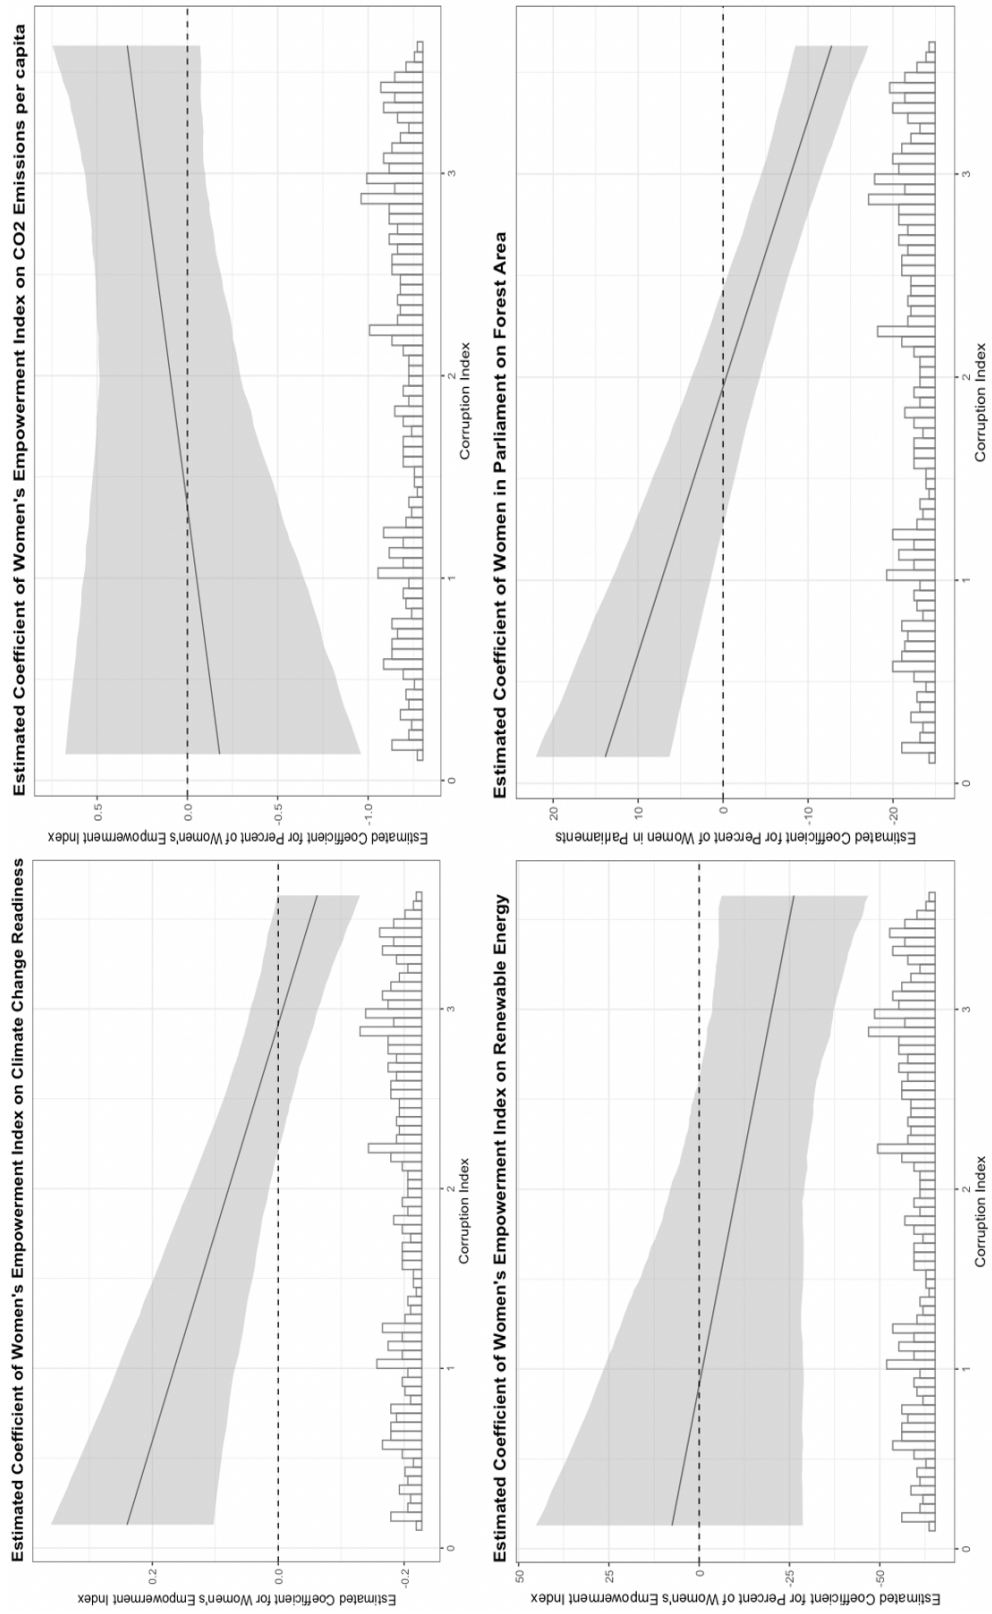 Estimated Coefficient of Women's Empowerment Index on Climate Change Readiness
Estimated Coefficient for Women's Empowerment Index
0.2
0.0
-0.2
0
1
2
3
Corruption Index
Estimated Coefficient of Women's Empowerment Index on CO2 Emissions per capita
Estimated Coefficient for Percent of Women's Empowerment Index
0.5
0.0
-0.5
-1.0
0
1
2
3
Corruption Index
Estimated Coefficient of Women's Empowerment Index on Renewable Energy
Estimated Coefficient for Percent of Women's Empowerment Index
50
25
0
-25
-50
0
1
2
3
Corruption Index
Estimated Coefficient of Women in Parliament on Forest Area
Estimated Coefficient for Percent of Women in Parliaments
20
10
0
-10
-20
0
1
2
3
Corruption Index